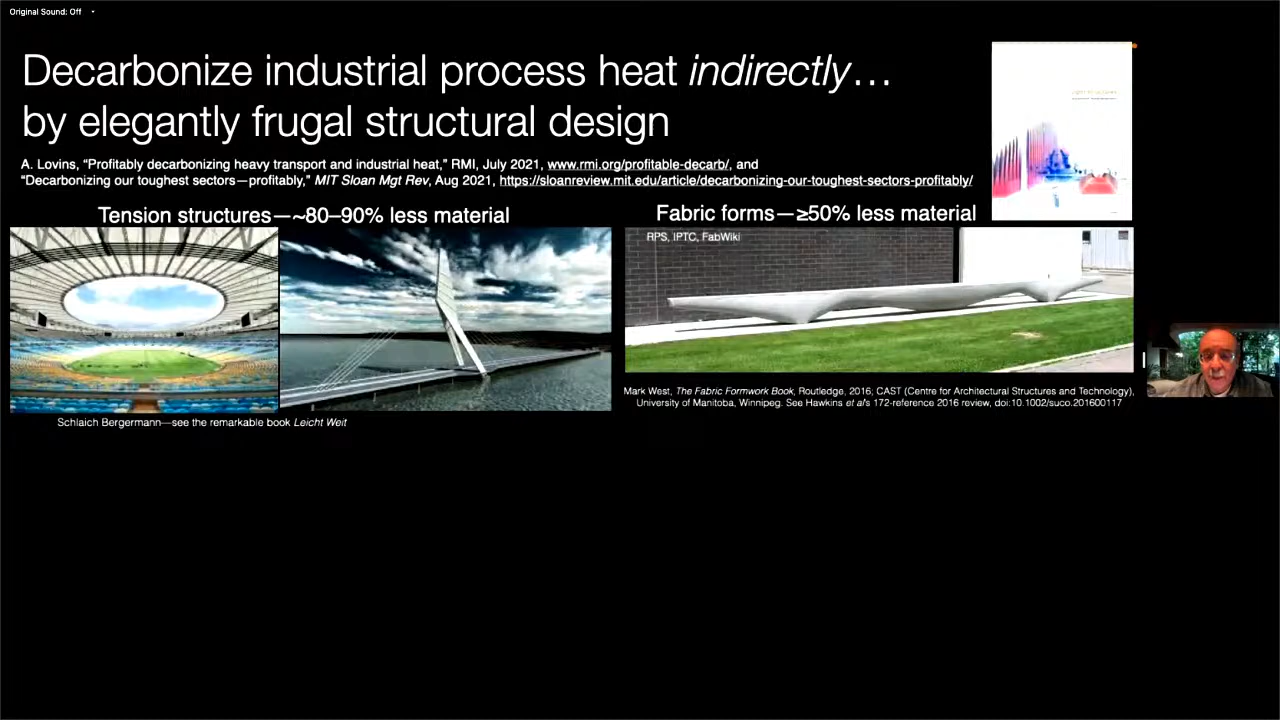 Original Sound: Off
Decarbonize industrial process heat indirectly…
by elegantly frugal structural design
A. Lovins, “Profitably decarbonizing heavy transport and industrial heat,” RMI, July 2021, www.rmi.org/profitable-decarb/, and
“Decarbonizing our toughest sectors—profitably,” MIT Sloan Mgt Rev, Aug 2021, https://sloanreview.mit.edu/article/decarbonizing-our-toughest-sectors-profitably/
Tension structures—~80–90% less material
Fabric forms—≥50% less material
RPS, IPTC, FabWiki
Mark West, The Fabric Formwork Book, Routledge, 2016; CAST (Centre for Architectural Structures and Technology),
University of Manitoba, Winnipeg. See Hawkins et al's 172-reference 2016 review, doi:10.1002/suco.201600117
Schlaich Bergermann—see the remarkable book Leicht Weit